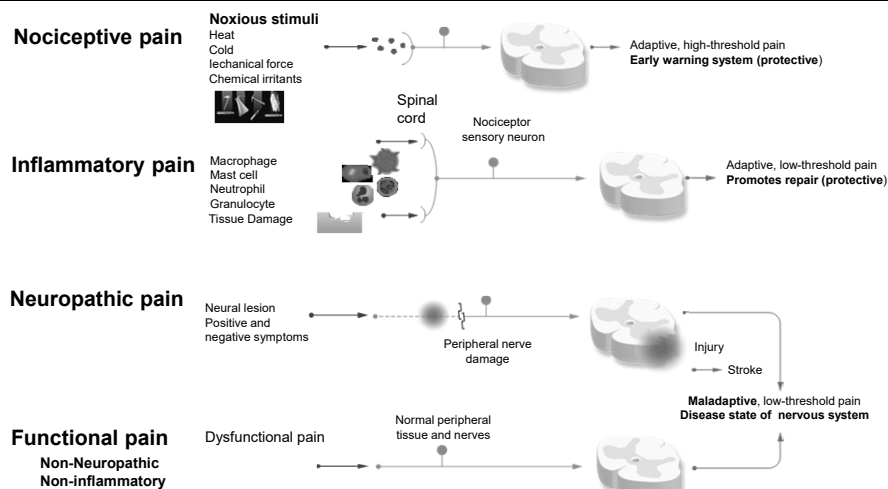 Nociceptive pain
Noxious stimuli
Heat
Cold
lechanical force
Chemical irritants
Adaptive, high-threshold pain
Early warning system (protective)
Spinal
cord
Nociceptor
sensory neuron
Inflammatory pain
Macrophage
Mast cell
Neutrophil
Granulocyte
Tissue Damage
Adaptive, low-threshold pain
Promotes repair (protective)
Neuropathic pain
Neural lesion
Positive and
negative symptoms
Peripheral nerve
damage
Injury
Stroke
Maladaptive, low-threshold pain
Disease state of nervous system
Functional pain
Non-Neuropathic
Non-inflammatory
Dysfunctional pain
Normal peripheral
tissue and nerves